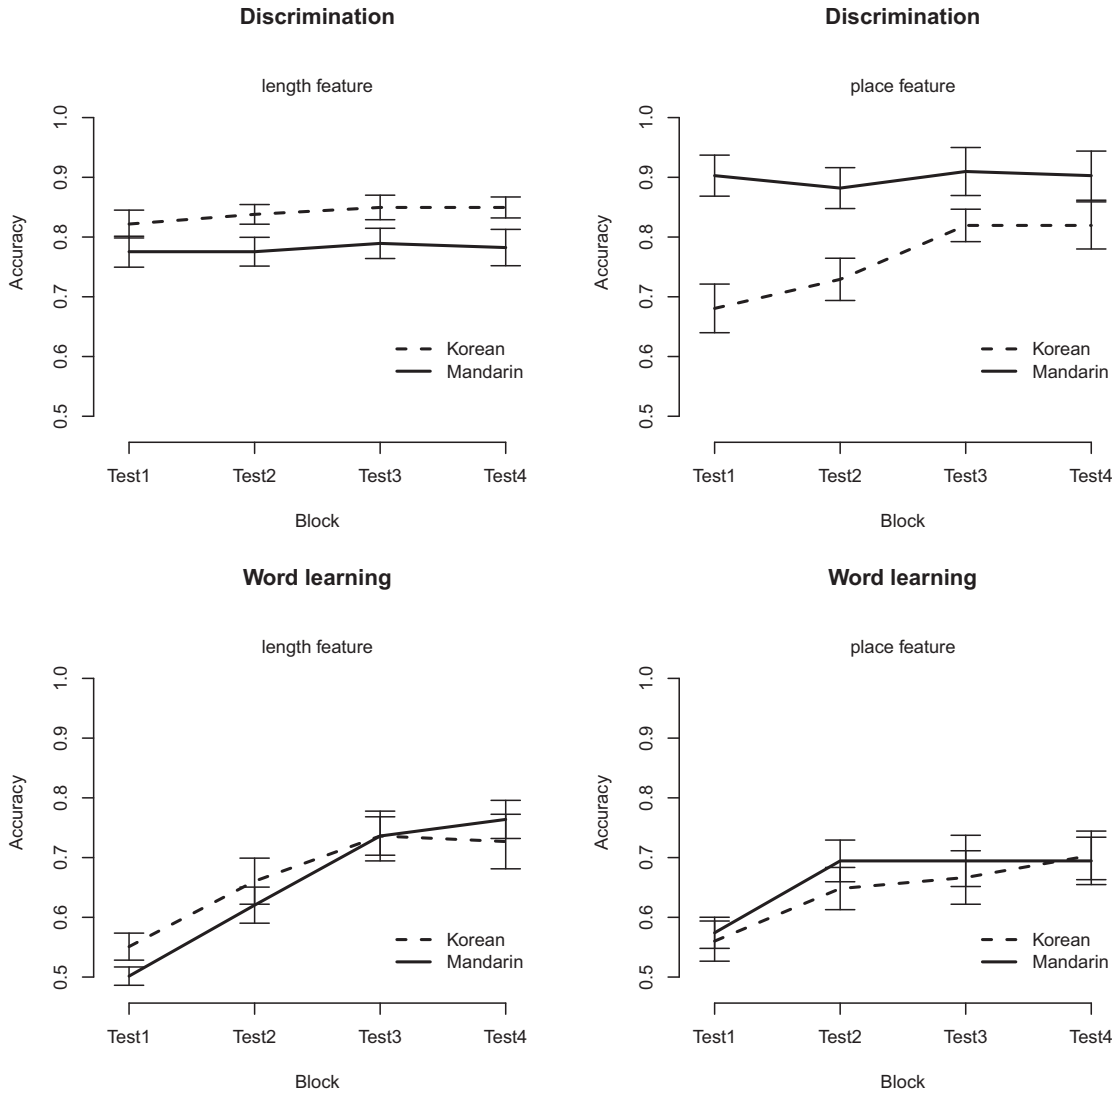 Discrimination
length feature
Accuracy
1.0
0.9
0.8
0.7
0.6
0.5
Korean
Mandarin
Test1 Test2 Test3 Test4
Block
Discrimination
place feature
Accuracy
1.0
0.9
0.8
0.7
0.6
0.5
Korean
Mandarin
Test1 Test2 Test3 Test4
Block
Word learning
length feature
Accuracy
1.0
0.9
0.8
0.7
0.6
0.5
Korean
Mandarin
Test1 Test2 Test3 Test4
Block
Word learning
place feature
Accuracy
1.0
0.9
0.8
0.7
0.6
0.5
Korean
Mandarin
Test1 Test2 Test3 Test4
Block